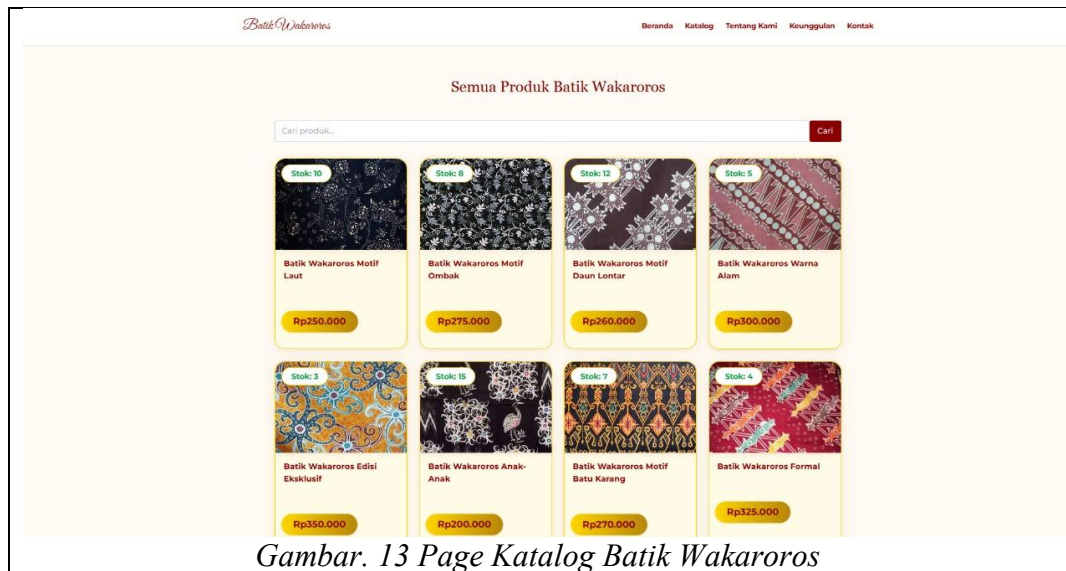 Batik Wakaroros
Beranda Katalog Tentang Kami Keunggulan Kontak
Semua Produk Batik Wakaroros
Cari produk... Cari
Stok: 10
Stok: 8
Stok: 12
Stok: 5
Batik Wakaroros Motif
Laut
Batik Wakaroros Motif
Ombak
Batik Wakaroros Motif
Daun Lontar
Batik Wakaroros Warna
Alam
Rp250.000
Rp275.000
Rp260.000
Rp300.000
Stok: 3
Stok: 15
Stok: 7
Stok: 4
Batik Wakaroros Edisi
Eksklusif
Batik Wakaroros Anak-
Anak
Batik Wakaroros Motif
Batu Karang
Batik Wakaroros Formal
Rp350.000
Rp200.000
Rp270.000
Rp325.000
Gambar. 13 Page Katalog Batik Wakaroros